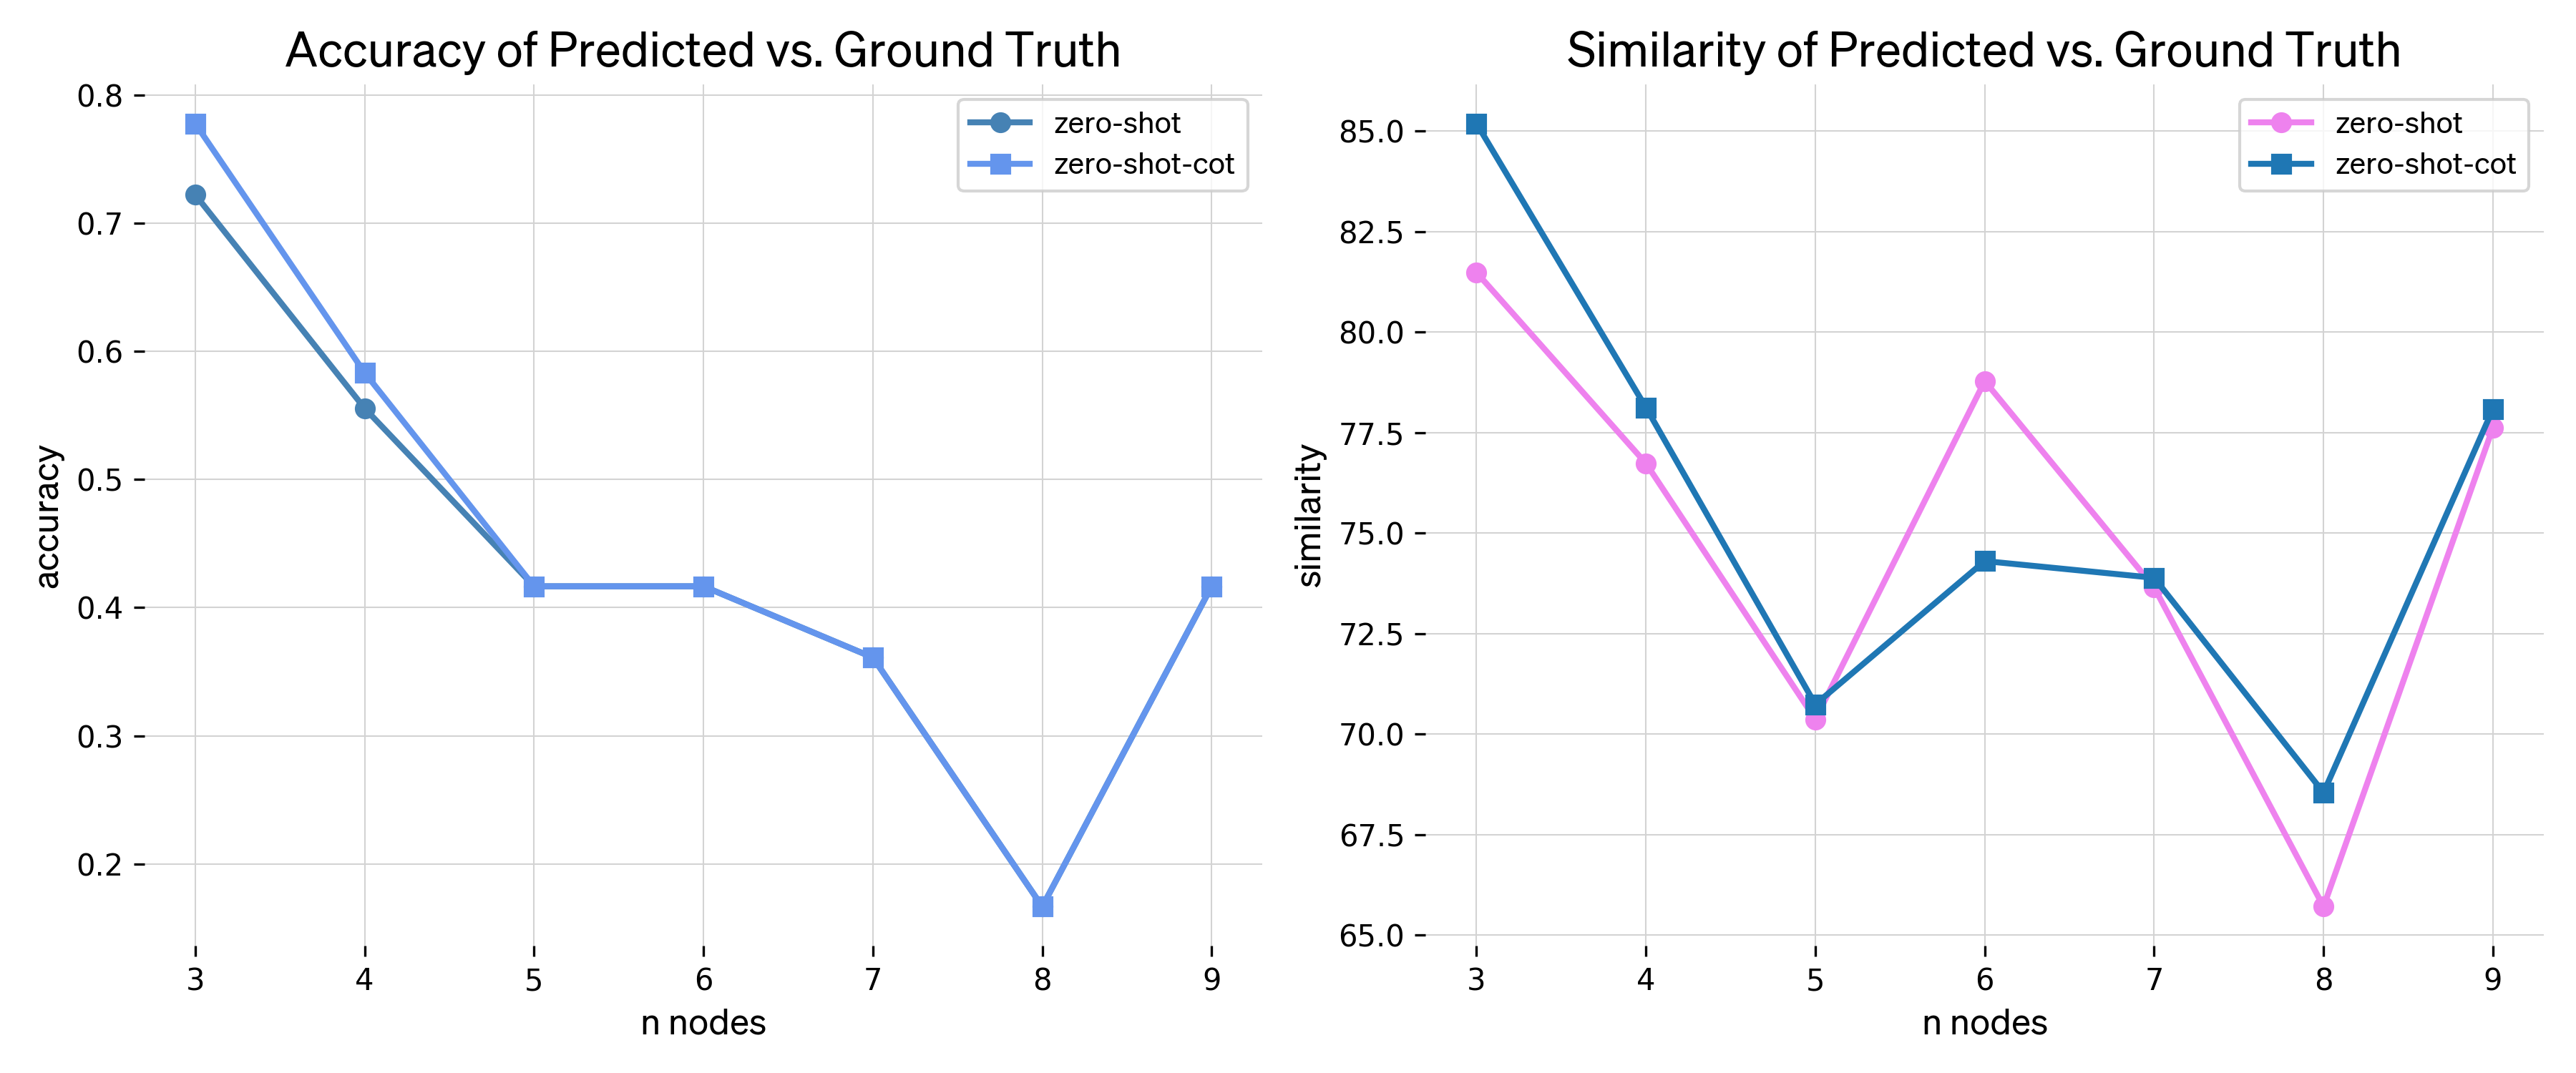 Accuracy of Predicted vs. Ground Truth
zero-shot
zero-shot-cot
0.8
0.7
0.6
0.5
0.4
0.3
0.2
accuracy
3 4 5 6 7 8 9
n nodes
Similarity of Predicted vs. Ground Truth
zero-shot
zero-shot-cot
85.0
82.5
80.0
77.5
75.0
72.5
70.0
67.5
65.0
similarity
3 4 5 6 7 8 9
n nodes